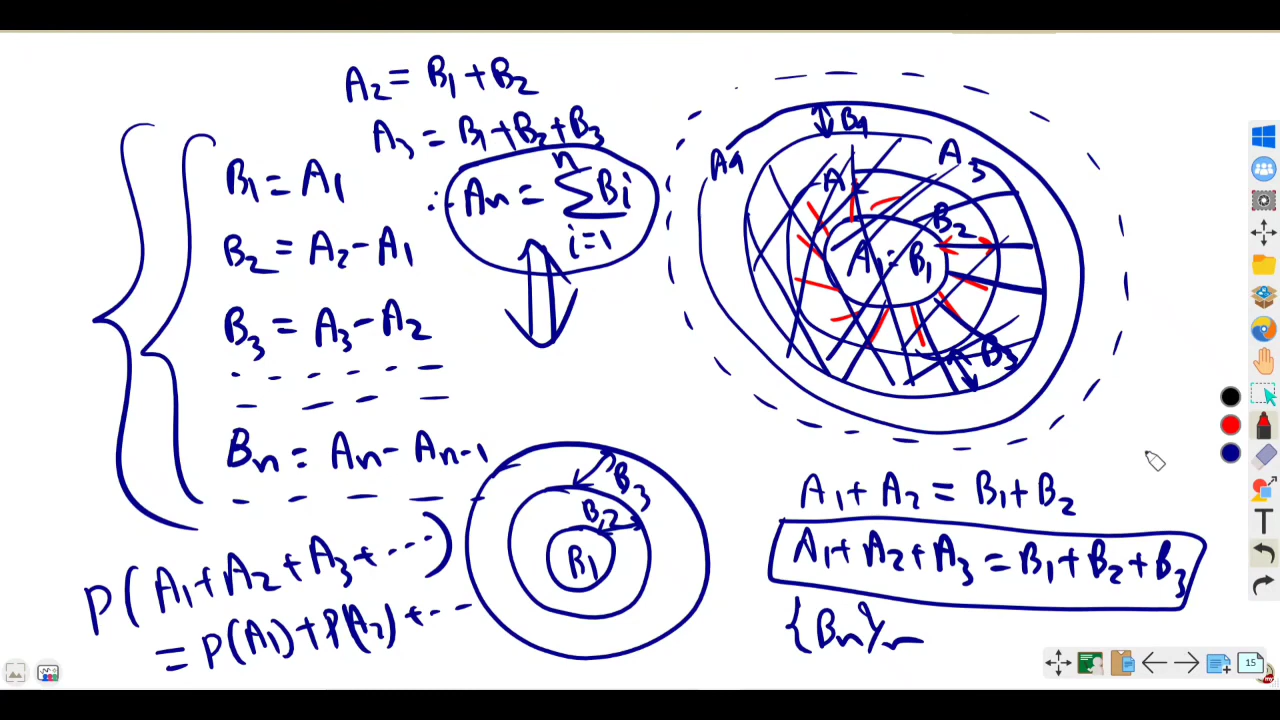 A2 = B1 + B2
A3 = B1 + B2 + B3
∴ An = n∑i=1 Bi
B1 = A1
B2 = A2 - A1
B3 = A3 - A2
- - - - - -
- - - - -
Bn = An - An-1
- - - - - -
P(A1 + A2 + A3 + ...)
= P(A1) + P(A2) + ...
A4
B4
A3
A2
B2
A1 = B1
B3
B3
B2
B1
A1 + A2 = B1 + B2
A1 + A2 + A3 = B1 + B2 + B3
{Bn}n
T
15